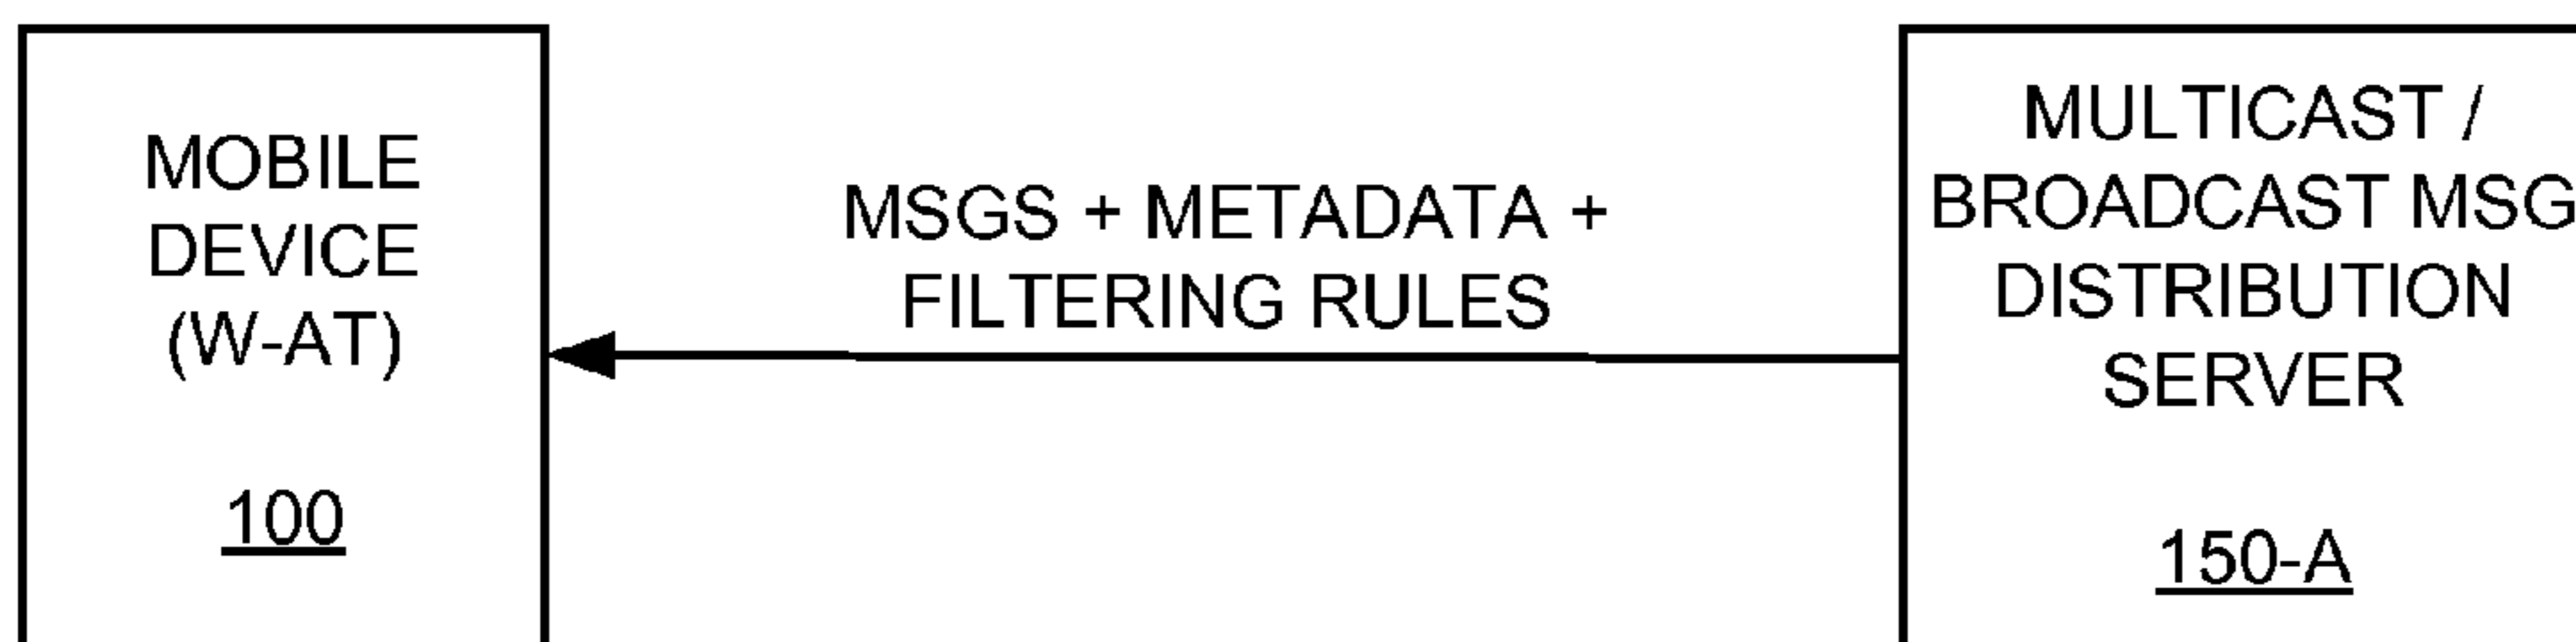 MOBILE
DEVICE
(W-AT)
100
MSGS + METADATA +
FILTERING RULES
MULTICAST /
BROADCAST MSG
DISTRIBUTION
SERVER
150-A